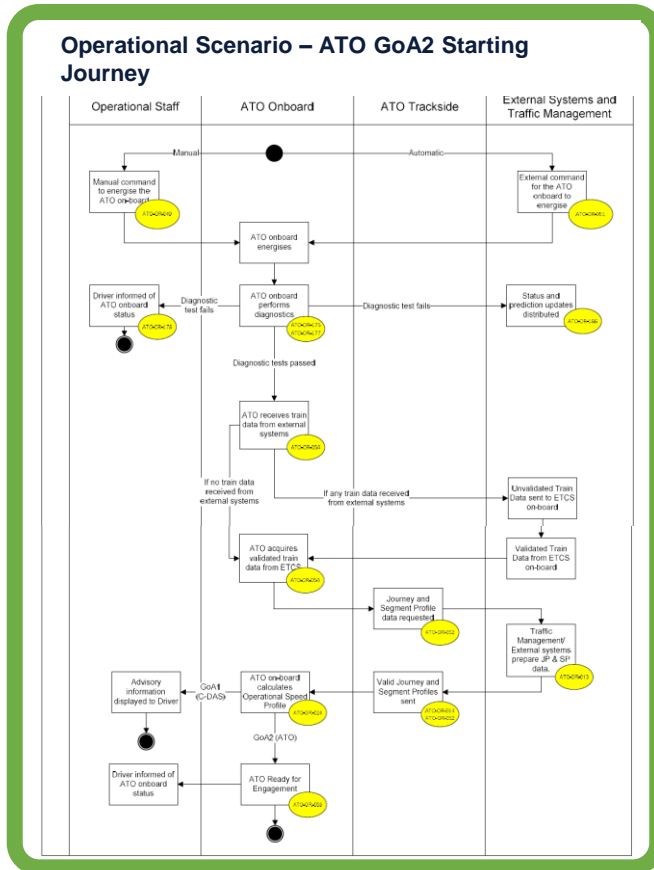 Operational Scenario – ATO GoA2 Starting
Journey
Operational Staff
ATO Onboard
ATO Trackside
External Systems and
Traffic Management
Manual
Automatic
Manual command
to energise the
ATO on-board
External command
for the ATO
onboard to
energise
ATO onboard
energises
Driver informed of
ATO onboard
status
Diagnostic
test fails
ATO onboard
performs
diagnostics
Diagnostic test fails
Status and
prediction updates
distributed
Diagnostic tests passed
ATO receives train
data from external
systems
If no train data
received from
external systems
If any train data received
from external systems
Unvalidated Train
Data sent to ETCS
on-board
ATO acquires
validated train
data from ETCS
Validated Train
Data from ETCS
on-board
Journey and
Segment Profile
data requested
Traffic
Management/
External systems
prepare JP & SP
data.
Advisory
information
displayed to Driver
GoA1
(C-DAS)
ATO on-board
calculates
Operational Speed
Profile
Valid Journey and
Segment Profiles
sent
GoA2 (ATO)
Driver informed of
ATO onboard
status
ATO Ready for
Engagement